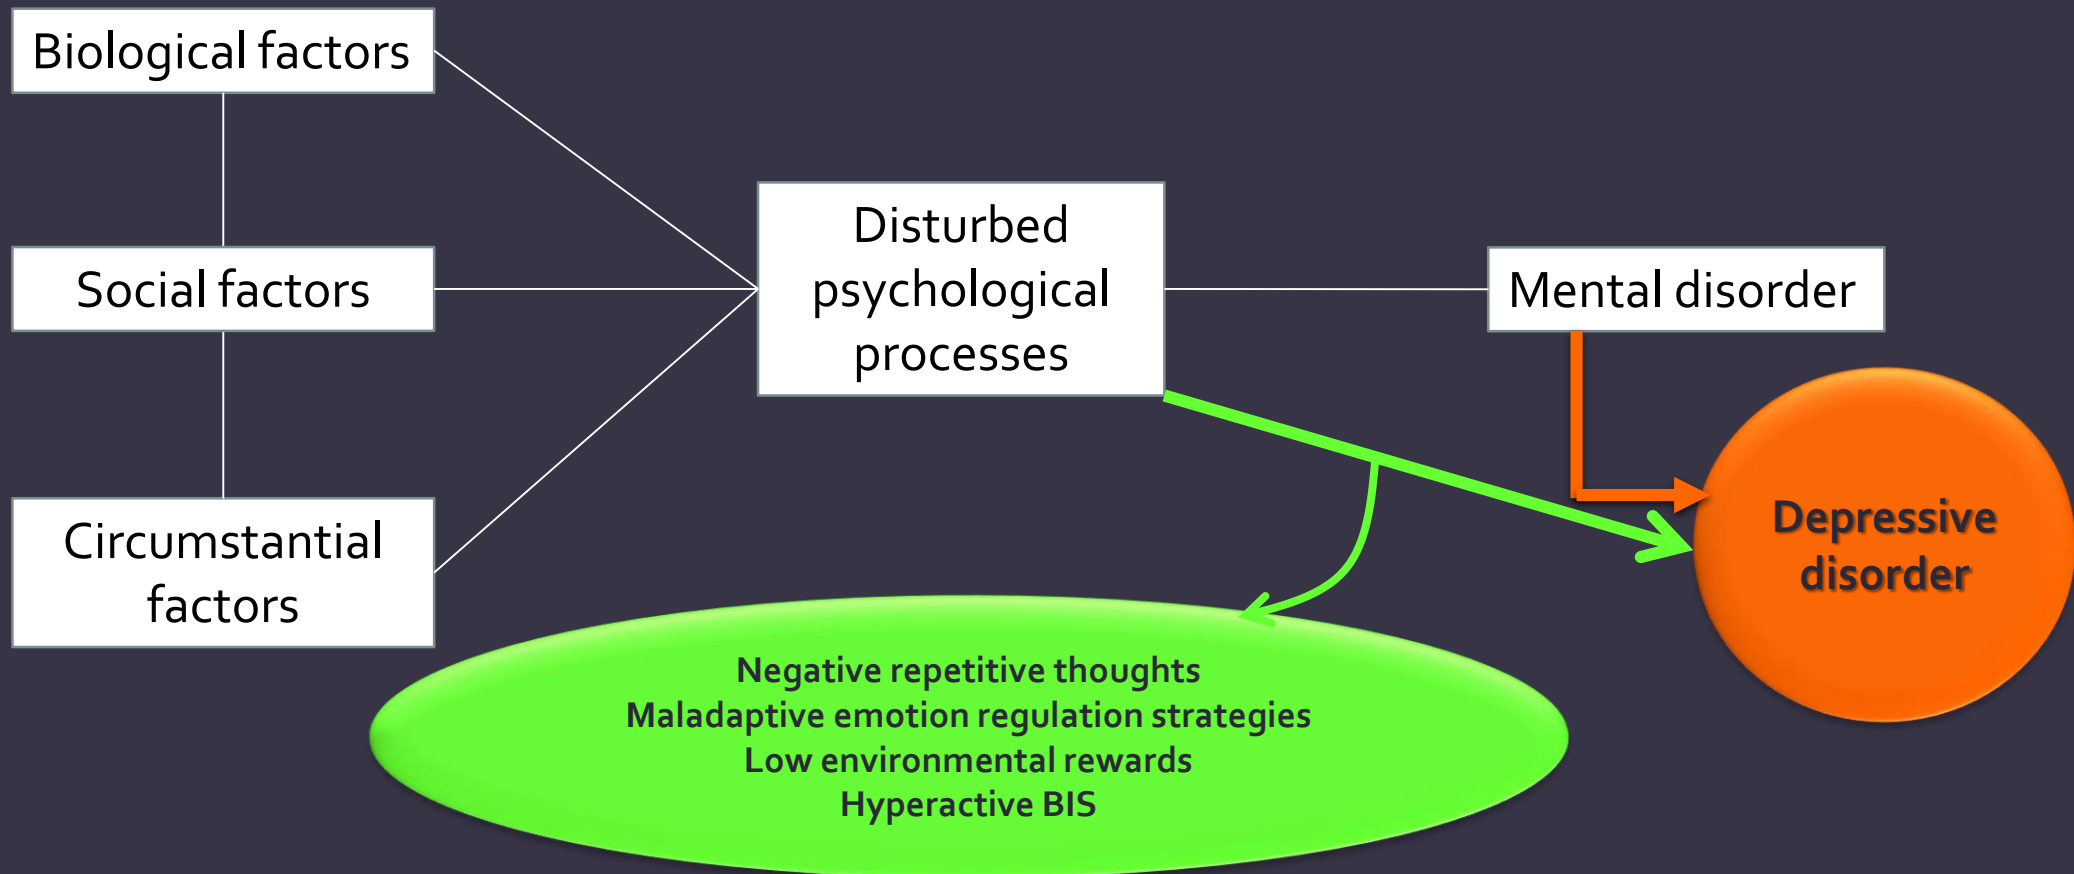 Biological factors
Social factors
Circumstantial
factors
Disturbed
psychological
processes
Mental disorder
Depressive
disorder
Negative repetitive thoughts
Maladaptive emotion regulation strategies
Low environmental rewards
Hyperactive BIS